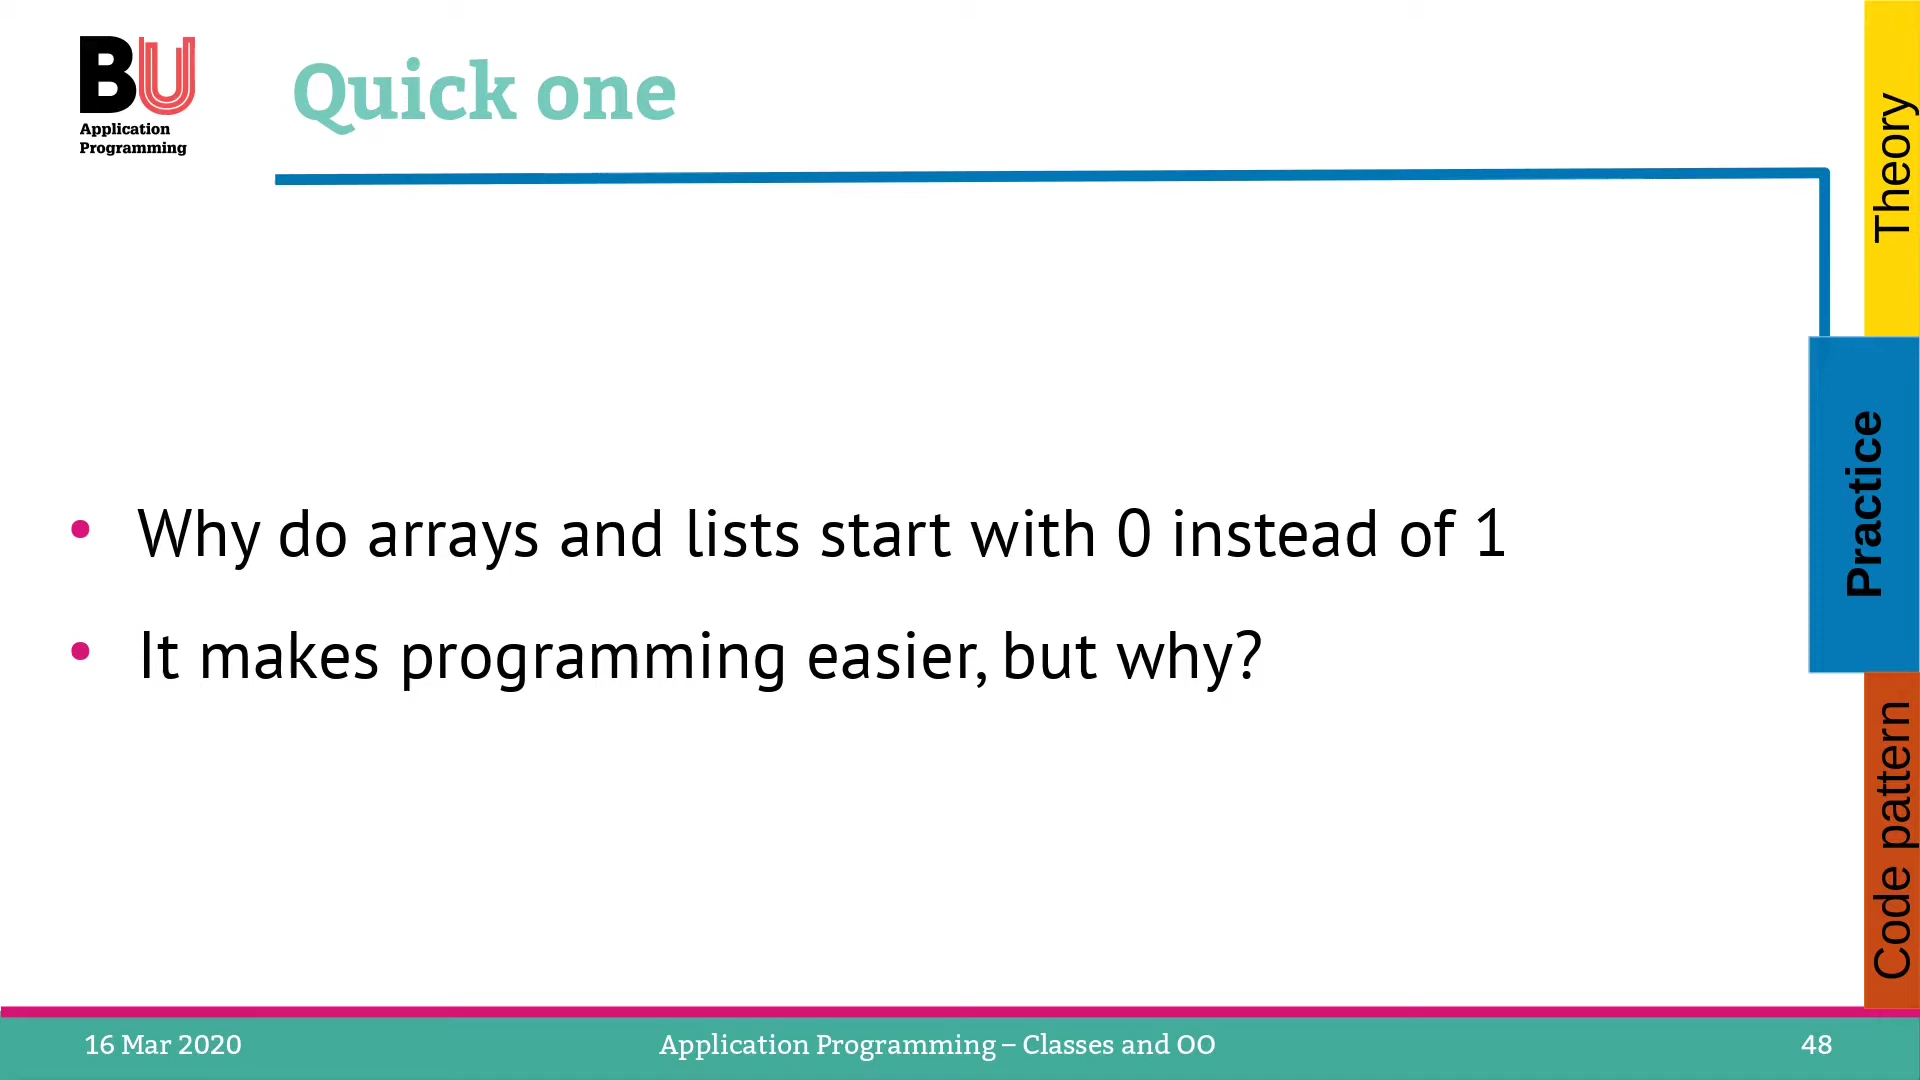 BU
Application
Programming
Quick one
Theory
Practice
Code pattern
• Why do arrays and lists start with 0 instead of 1
• It makes programming easier, but why?
16 Mar 2020
Application Programming – Classes and OO
48